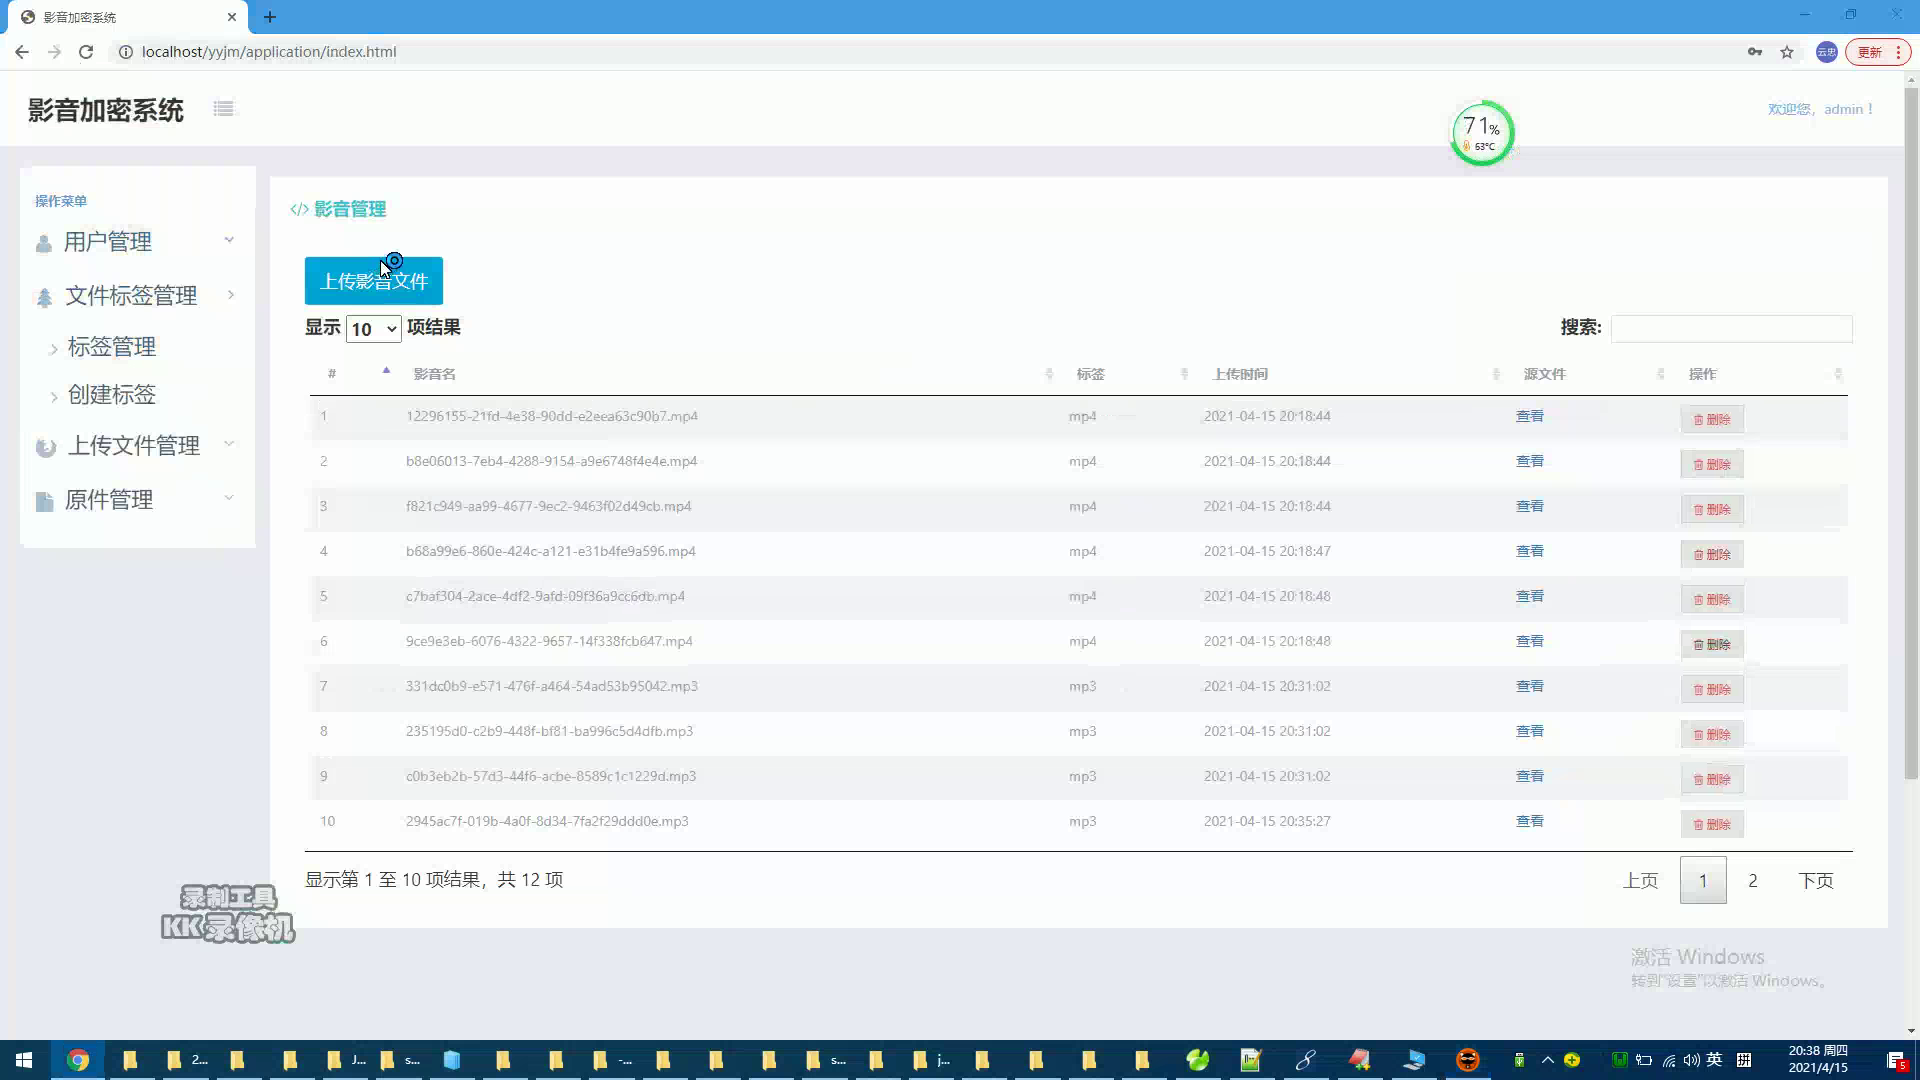 影音加密系统
localhost/yyjm/application/index.html
云忠
更新
影音加密系统
71%
63°C
欢迎您，admin！
操作菜单
用户管理
文件标签管理
标签管理
创建标签
上传文件管理
原件管理
</> 影音管理
上传影音文件
显示 10 项结果
搜索:
# 影音名 标签 上传时间 源文件 操作
1 12296155-21fd-4e38-90dd-e2eea63c90b7.mp4 mp4 2021-04-15 20:18:44 查看 删除
2 b8e06013-7eb4-4288-9154-a9e6748f4e4e.mp4 mp4 2021-04-15 20:18:44 查看 删除
3 f821c949-aa99-4677-9ec2-9463f02d49cb.mp4 mp4 2021-04-15 20:18:44 查看 删除
4 b68a99e6-860e-424c-a121-e31b4fe9a596.mp4 mp4 2021-04-15 20:18:47 查看 删除
5 c7baf304-2ace-4df2-9afd-09f36a9cc6db.mp4 mp4 2021-04-15 20:18:48 查看 删除
6 9ce9e3eb-6076-4322-9657-14f338fcb647.mp4 mp4 2021-04-15 20:18:48 查看 删除
7 331dc0b9-e571-476f-a464-54ad53b95042.mp3 mp3 2021-04-15 20:31:02 查看 删除
8 235195d0-c2b9-448f-bf81-ba996c5d4dfb.mp3 mp3 2021-04-15 20:31:02 查看 删除
9 c0b3eb2b-57d3-44f6-acbe-8589c1c1229d.mp3 mp3 2021-04-15 20:31:02 查看 删除
10 2945ac7f-019b-4a0f-8d34-7fa2f29ddd0e.mp3 mp3 2021-04-15 20:35:27 查看 删除
显示第 1 至 10 项结果，共 12 项
上页 1 2 下页
录制工具
KK录像机
激活 Windows
转到"设置"以激活 Windows。
2... J... s... -... s... j...
英 拼
20:38 周四
2021/4/15
5